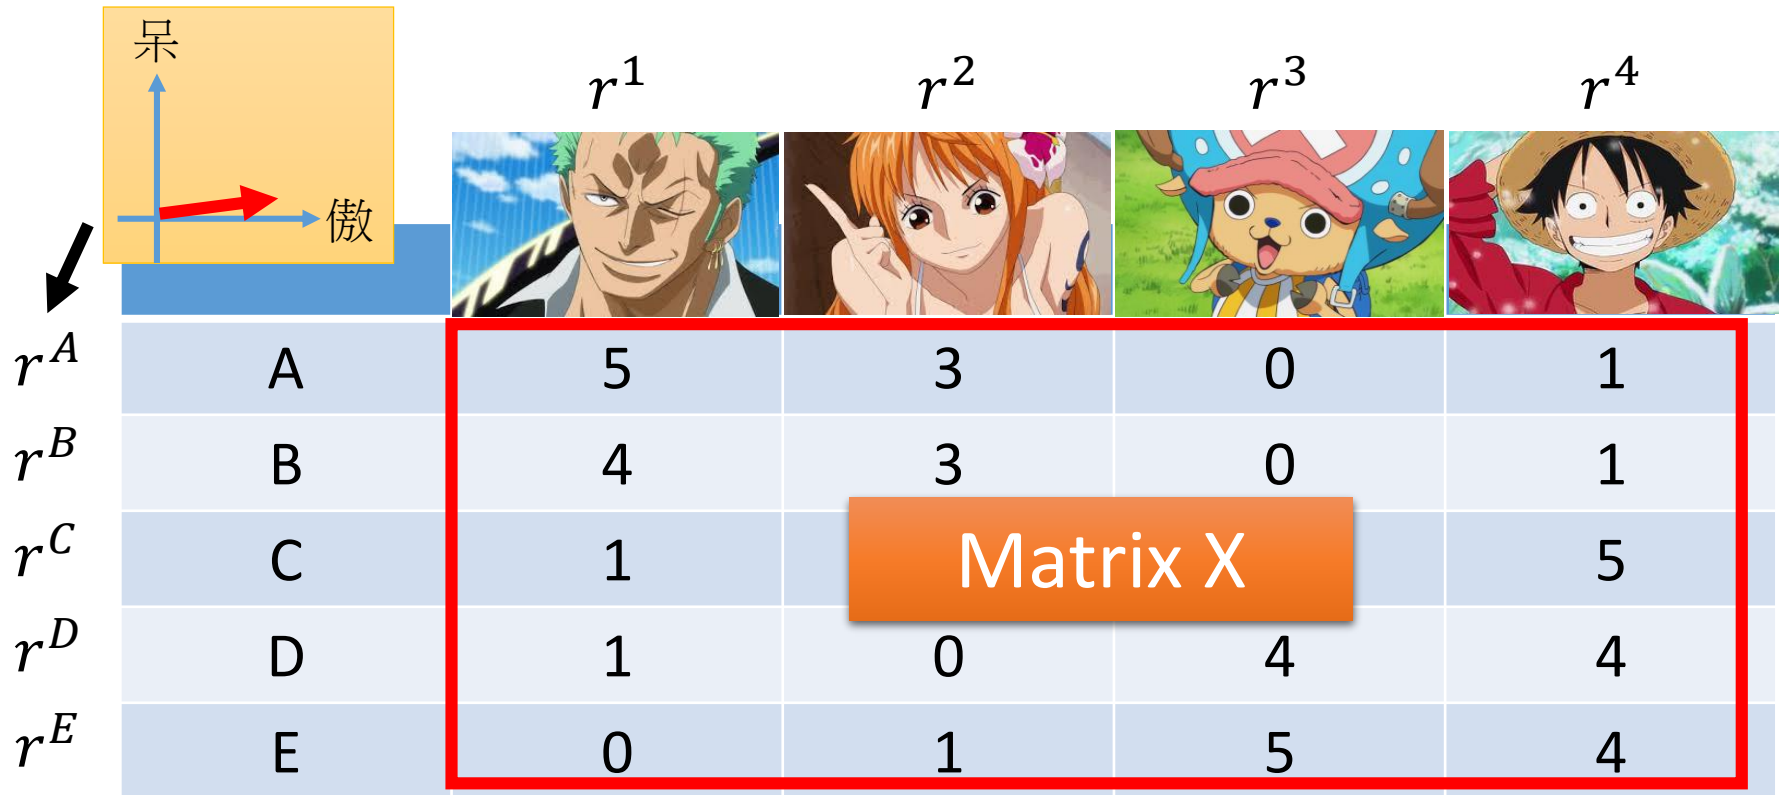 呆
傲
r^1 r^2 r^3 r^4
r^A A 5 3 0 1
r^B B 4 3 0 1
r^C C 1 Matrix X 5
r^D D 1 0 4 4
r^E E 0 1 5 4